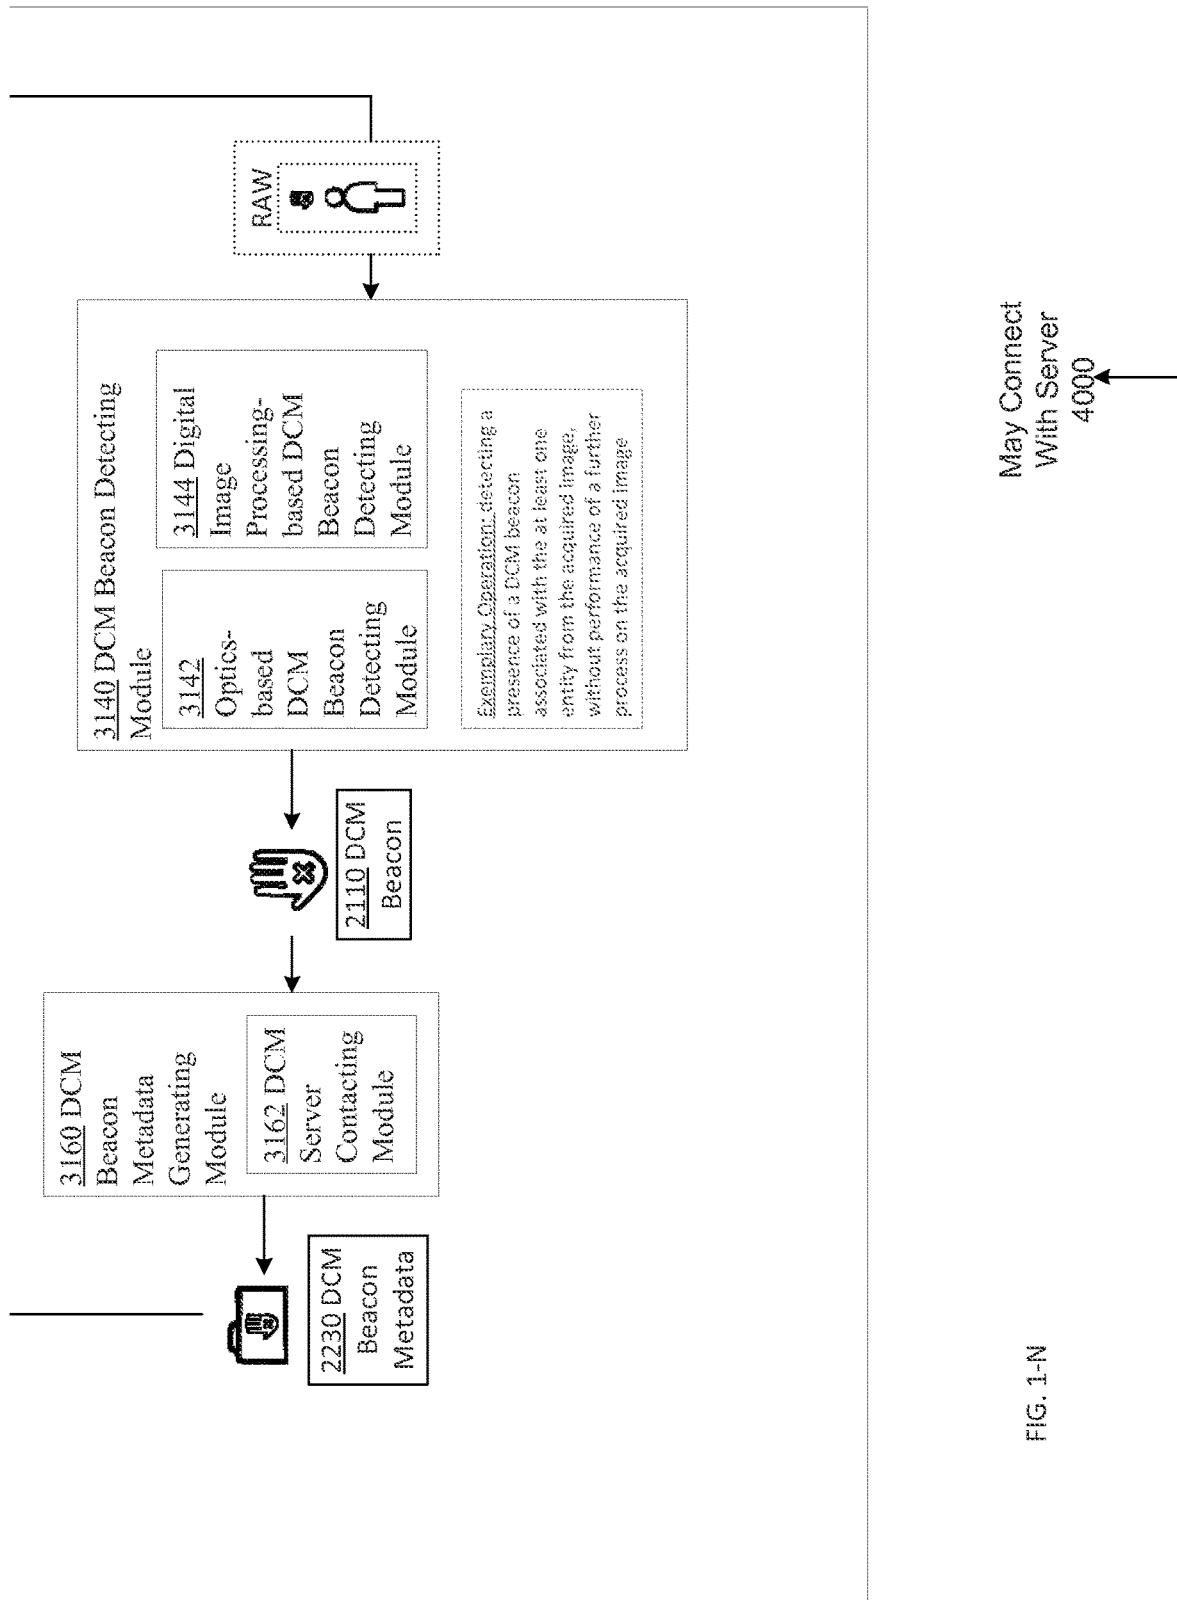 RAW
3140 DCM Beacon Detecting
Module
3142
Optics-
based
DCM
Beacon
Detecting
Module
3144 Digital
Image
Processing-
based DCM
Beacon
Detecting
Module
Exemplary Operation: detecting a
presence of a DCM beacon
associated with the at least one
entity from the acquired image,
without performance of a further
process on the acquired image
2110 DCM
Beacon
3160 DCM
Beacon
Metadata
Generating
Module
3162 DCM
Server
Contacting
Module
2230 DCM
Beacon
Metadata
May Connect
With Server
4000
FIG. 1-N